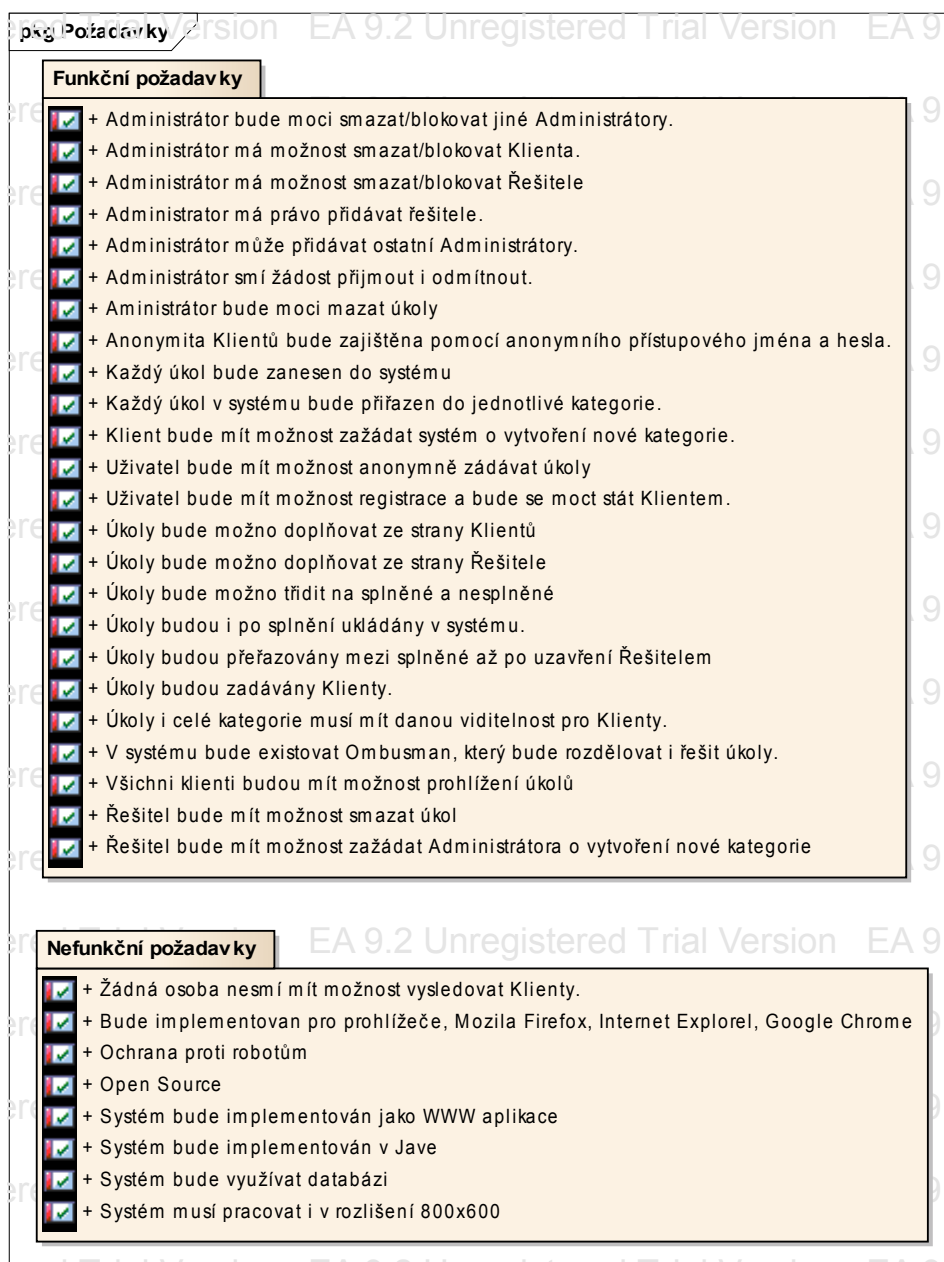 pkg Požadavky
EA 9.2 Unregistered Trial Version EA 9
Funkční požadavky
+ Administrátor bude moci smazat/blokovat jiné Administrátory.
+ Administrátor má možnost smazat/blokovat Klienta.
+ Administrátor má možnost smazat/blokovat Řešitele
+ Administrator má právo přidávat řešitele.
+ Administrátor může přidávat ostatní Administrátory.
+ Administrátor smí žádost přijmout i odmítnout.
+ Aministrátor bude moci mazat úkoly
+ Anonymita Klientů bude zajištěna pomocí anonymního přístupového jména a hesla.
+ Každý úkol bude zanesen do systému
+ Každý úkol v systému bude přiřazen do jednotlivé kategorie.
+ Klient bude mít možnost zažádat systém o vytvoření nové kategorie.
+ Uživatel bude mít možnost anonymně zádávat úkoly
+ Uživatel bude mít možnost registrace a bude se moct stát Klientem.
+ Úkoly bude možno doplňovat ze strany Klientů
+ Úkoly bude možno doplňovat ze strany Řešitele
+ Úkoly bude možno třidit na splněné a nesplněné
+ Úkoly budou i po splnění ukládány v systému.
+ Úkoly budou přeřazovány mezi splněné až po uzavření Řešitelem
+ Úkoly budou zadávány Klienty.
+ Úkoly i celé kategorie musí mít danou viditelnost pro Klienty.
+ V systému bude existovat Ombusman, který bude rozdělovat i řešit úkoly.
+ Všichni klienti budou mít možnost prohlížení úkolů
+ Řešitel bude mít možnost smazat úkol
+ Řešitel bude mít možnost zažádat Administrátora o vytvoření nové kategorie
EA 9.2 Unregistered Trial Version EA 9
Nefunkční požadavky
+ Žádná osoba nesmí mít možnost vysledovat Klienty.
+ Bude implementovan pro prohlížeče, Mozila Firefox, Internet Explorel, Google Chrome
+ Ochrana proti robotům
+ Open Source
+ Systém bude implementován jako WWW aplikace
+ Systém bude implementován v Jave
+ Systém bude využívat databázi
+ Systém musí pracovat i v rozlišení 800x600